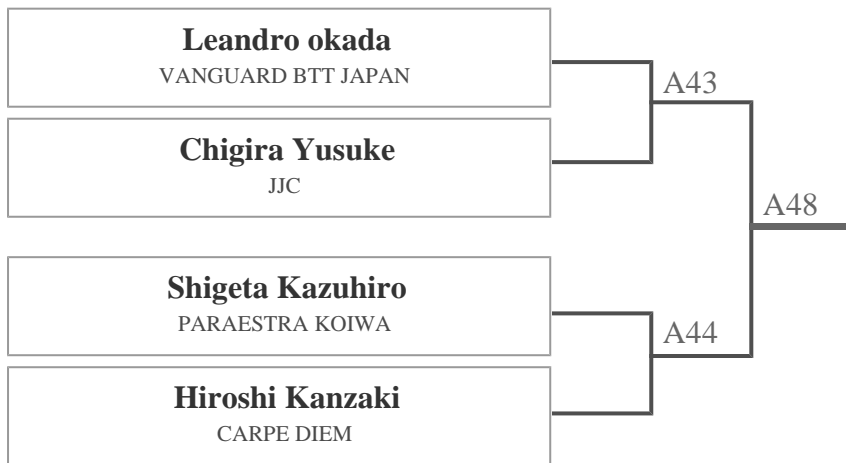 Leandro okada
VANGUARD BTT JAPAN
A43
Chigira Yusuke
JJC
A48
Shigeta Kazuhiro
PARAESTRA KOIWA
A44
Hiroshi Kanzaki
CARPE DIEM